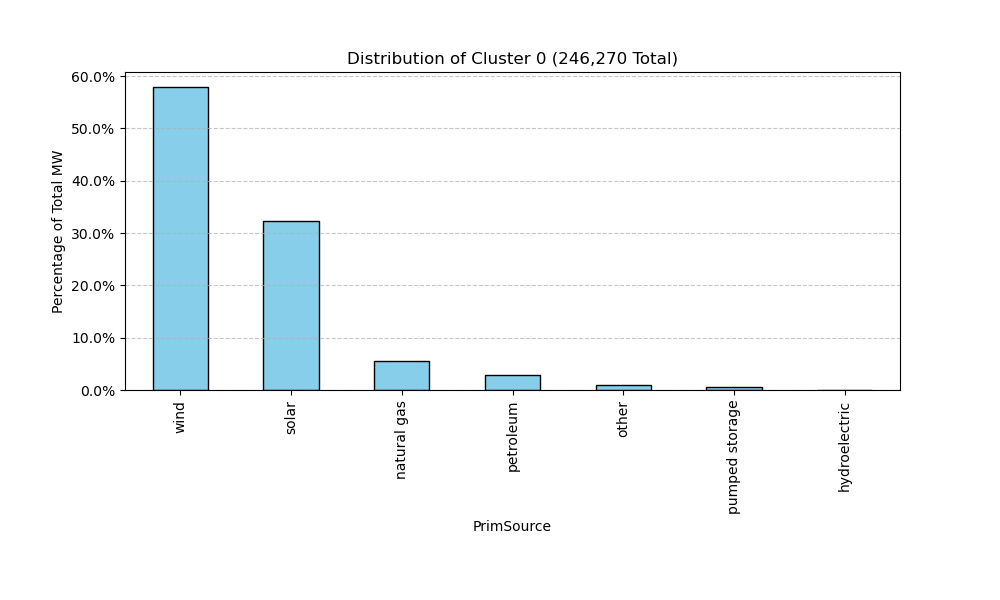 Distribution of Cluster 0 (246,270 Total)
Percentage of Total MW
60.0%
50.0%
40.0%
30.0%
20.0%
10.0%
0.0%
wind
solar
natural gas
petroleum
other
pumped storage
hydroelectric
PrimSource